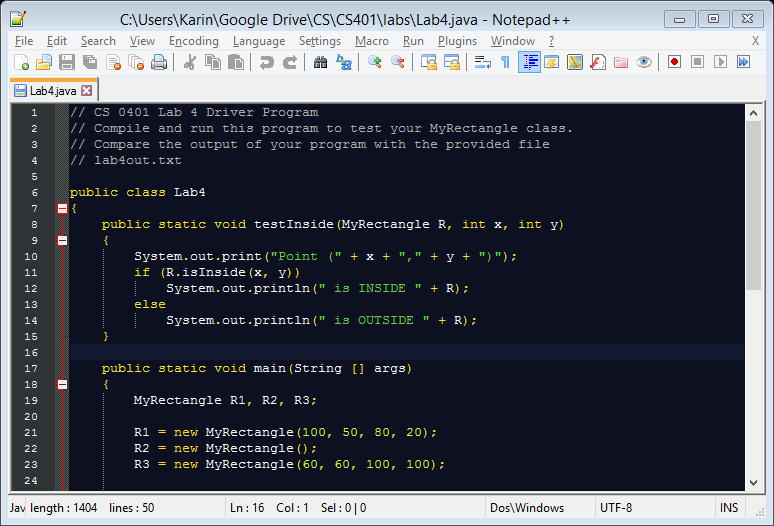 C:\Users\Karin\Google Drive\CS\CS401\labs\Lab4.java - Notepad++
File Edit Search View Encoding Language Settings Macro Run Plugins Window ? X
Lab4.java
1 // CS 0401 Lab 4 Driver Program
2 // Compile and run this program to test your MyRectangle class.
3 // Compare the output of your program with the provided file
4 // lab4out.txt
5
6 public class Lab4
7 {
8 public static void testInside(MyRectangle R, int x, int y)
9 {
10 System.out.print("Point (" + x + "," + y + ")");
11 if (R.isInside(x, y))
12 System.out.println(" is INSIDE " + R);
13 else
14 System.out.println(" is OUTSIDE " + R);
15 }
16
17 public static void main(String [] args)
18 {
19 MyRectangle R1, R2, R3;
20
21 R1 = new MyRectangle(100, 50, 80, 20);
22 R2 = new MyRectangle();
23 R3 = new MyRectangle(60, 60, 100, 100);
24
Jav length : 1404 lines : 50 Ln : 16 Col : 1 Sel : 0 | 0 Dos\Windows UTF-8 INS